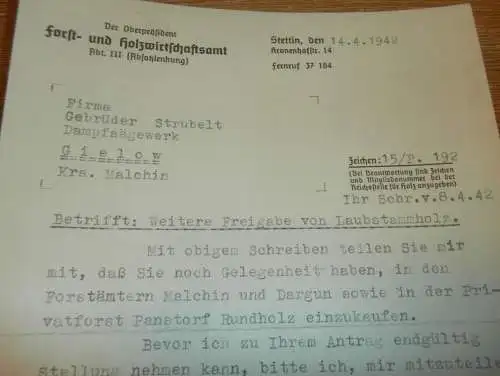 Der Oberpräsident
Forst- und Holzwirtschaftsamt
Abt. III (Absatzlenkung)
Stettin, den 14.4.1942
Kronenhofstr. 14
Fernruf 37 184
Firma
Gebrüder Strubelt
Dampfsägewerk
Gielow
Krs. Malchin
Zeichen: 15/P. 192
(Bei Beantwortung sind Zeichen
und Mitgliedsnummer bei der
Reichsstelle für Holz anzugeben)
Ihr Schr.v.8.4.42
Betrifft: Weitere Freigabe von Laubstammholz.
Mit obigem Schreiben teilen Sie mir
mit, daß Sie noch Gelegenheit haben, in den
Forstämtern Malchin und Dargun sowie in der Pri-
vatforst Panstorf Rundholz einzukaufen.
Bevor ich zu Ihrem Antrag endgültig
Stellung nehmen kann, bitte ich, mir mitzuteile